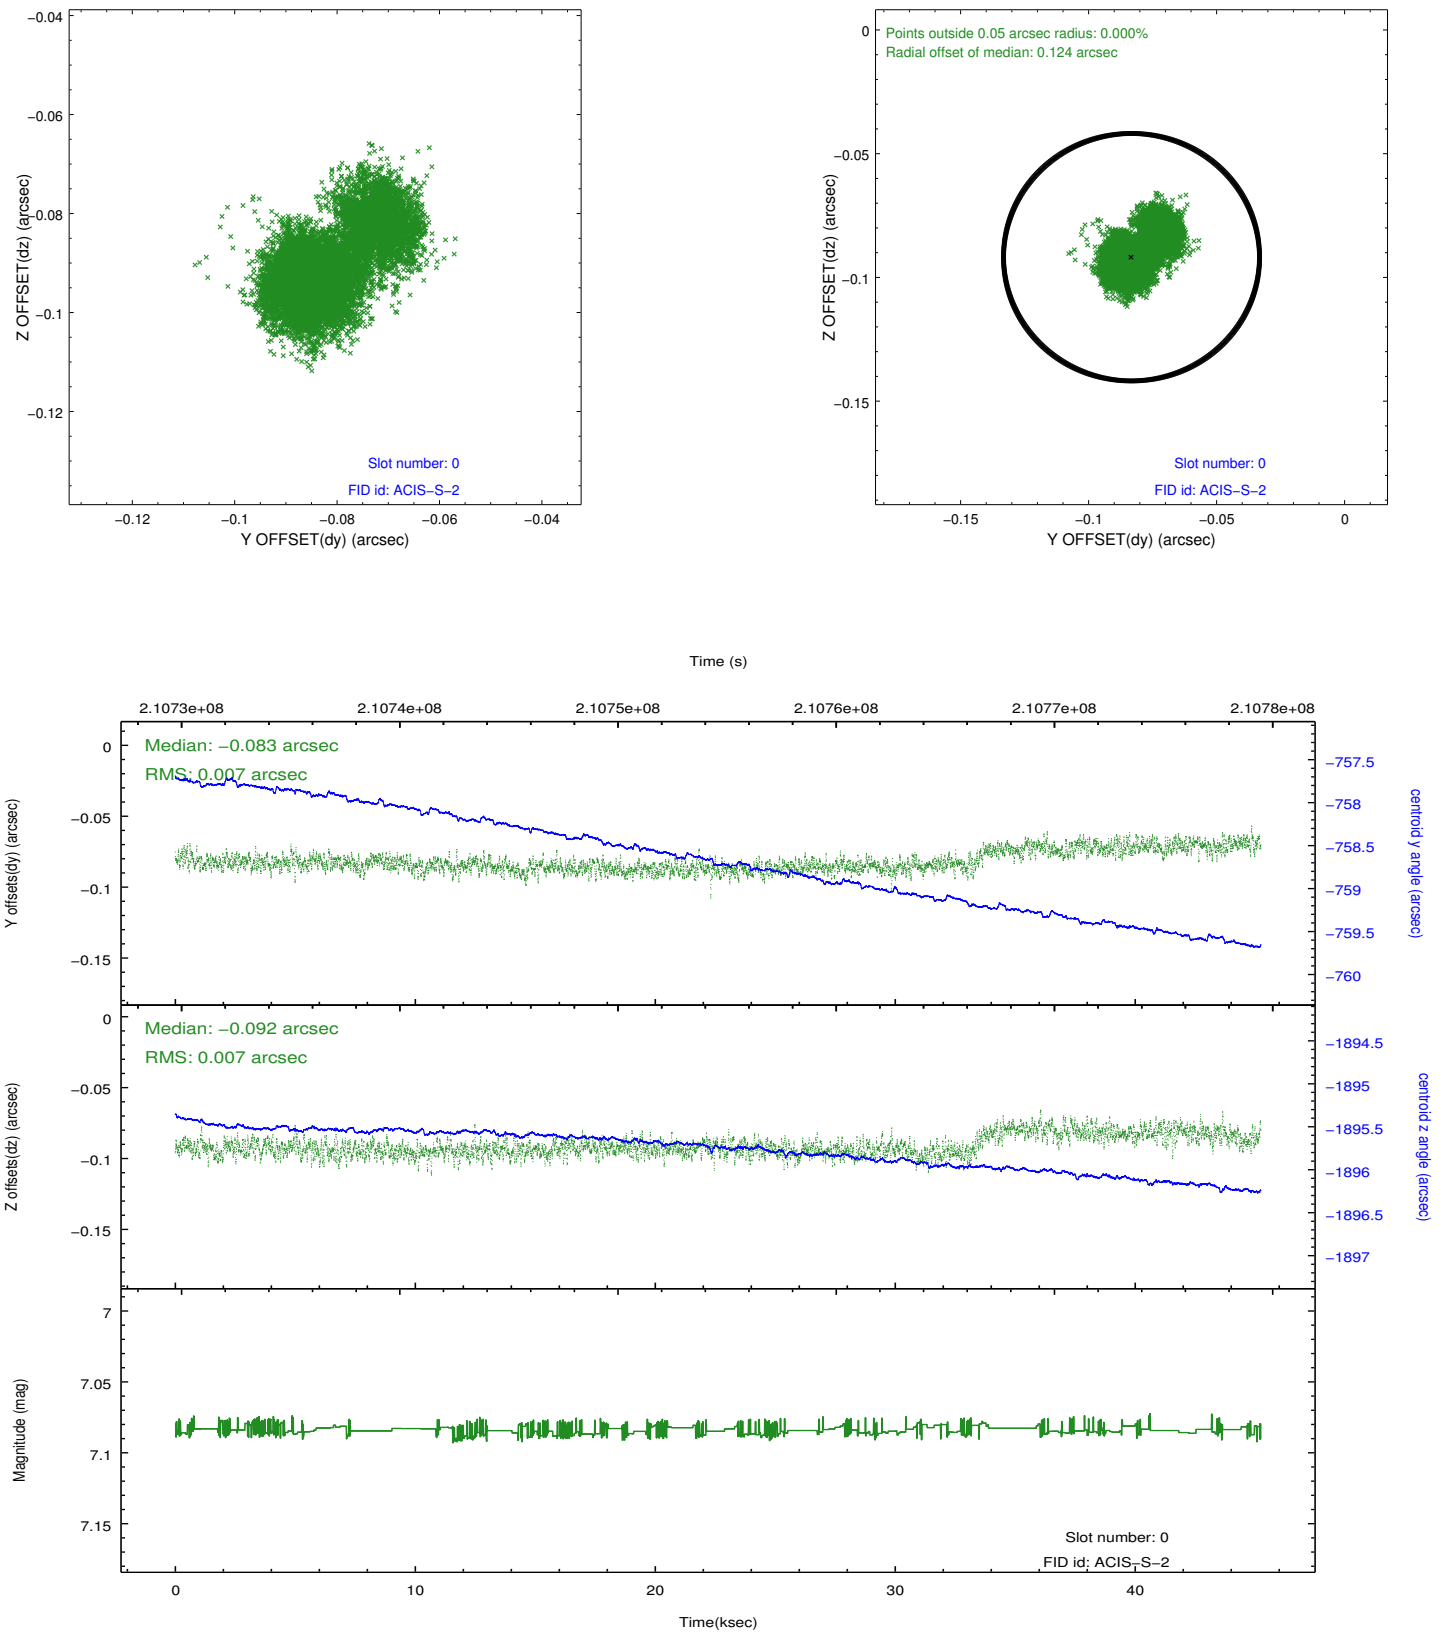 −0.04
−0.06
−0.08
−0.1
−0.12
Z OFFSET(dz) (arcsec)
Slot number: 0
FID id: ACIS−S−2
−0.12
−0.1
−0.08
−0.06
−0.04
Y OFFSET(dy) (arcsec)
Points outside 0.05 arcsec radius: 0.000%
Radial offset of median: 0.124 arcsec
0
−0.05
−0.1
−0.15
Z OFFSET(dz) (arcsec)
Slot number: 0
FID id: ACIS−S−2
−0.15
−0.1
−0.05
0
Y OFFSET(dy) (arcsec)
Time (s)
2.1073e+08
2.1074e+08
2.1075e+08
2.1076e+08
2.1077e+08
2.1078e+08
Median: −0.083 arcsec
RMS: 0.007 arcsec
0
−0.05
−0.1
−0.15
Y offsets(dy) (arcsec)
−757.5
−758
−758.5
−759
−759.5
−760
centroid y angle (arcsec)
Median: −0.092 arcsec
RMS: 0.007 arcsec
0
−0.05
−0.1
−0.15
Z offsets(dz) (arcsec)
−1894.5
−1895
−1895.5
−1896
−1896.5
−1897
centroid z angle (arcsec)
7
7.05
7.1
7.15
Magnitude (mag)
Slot number: 0
FID id: ACIS−S−2
0
10
20
30
40
Time(ksec)